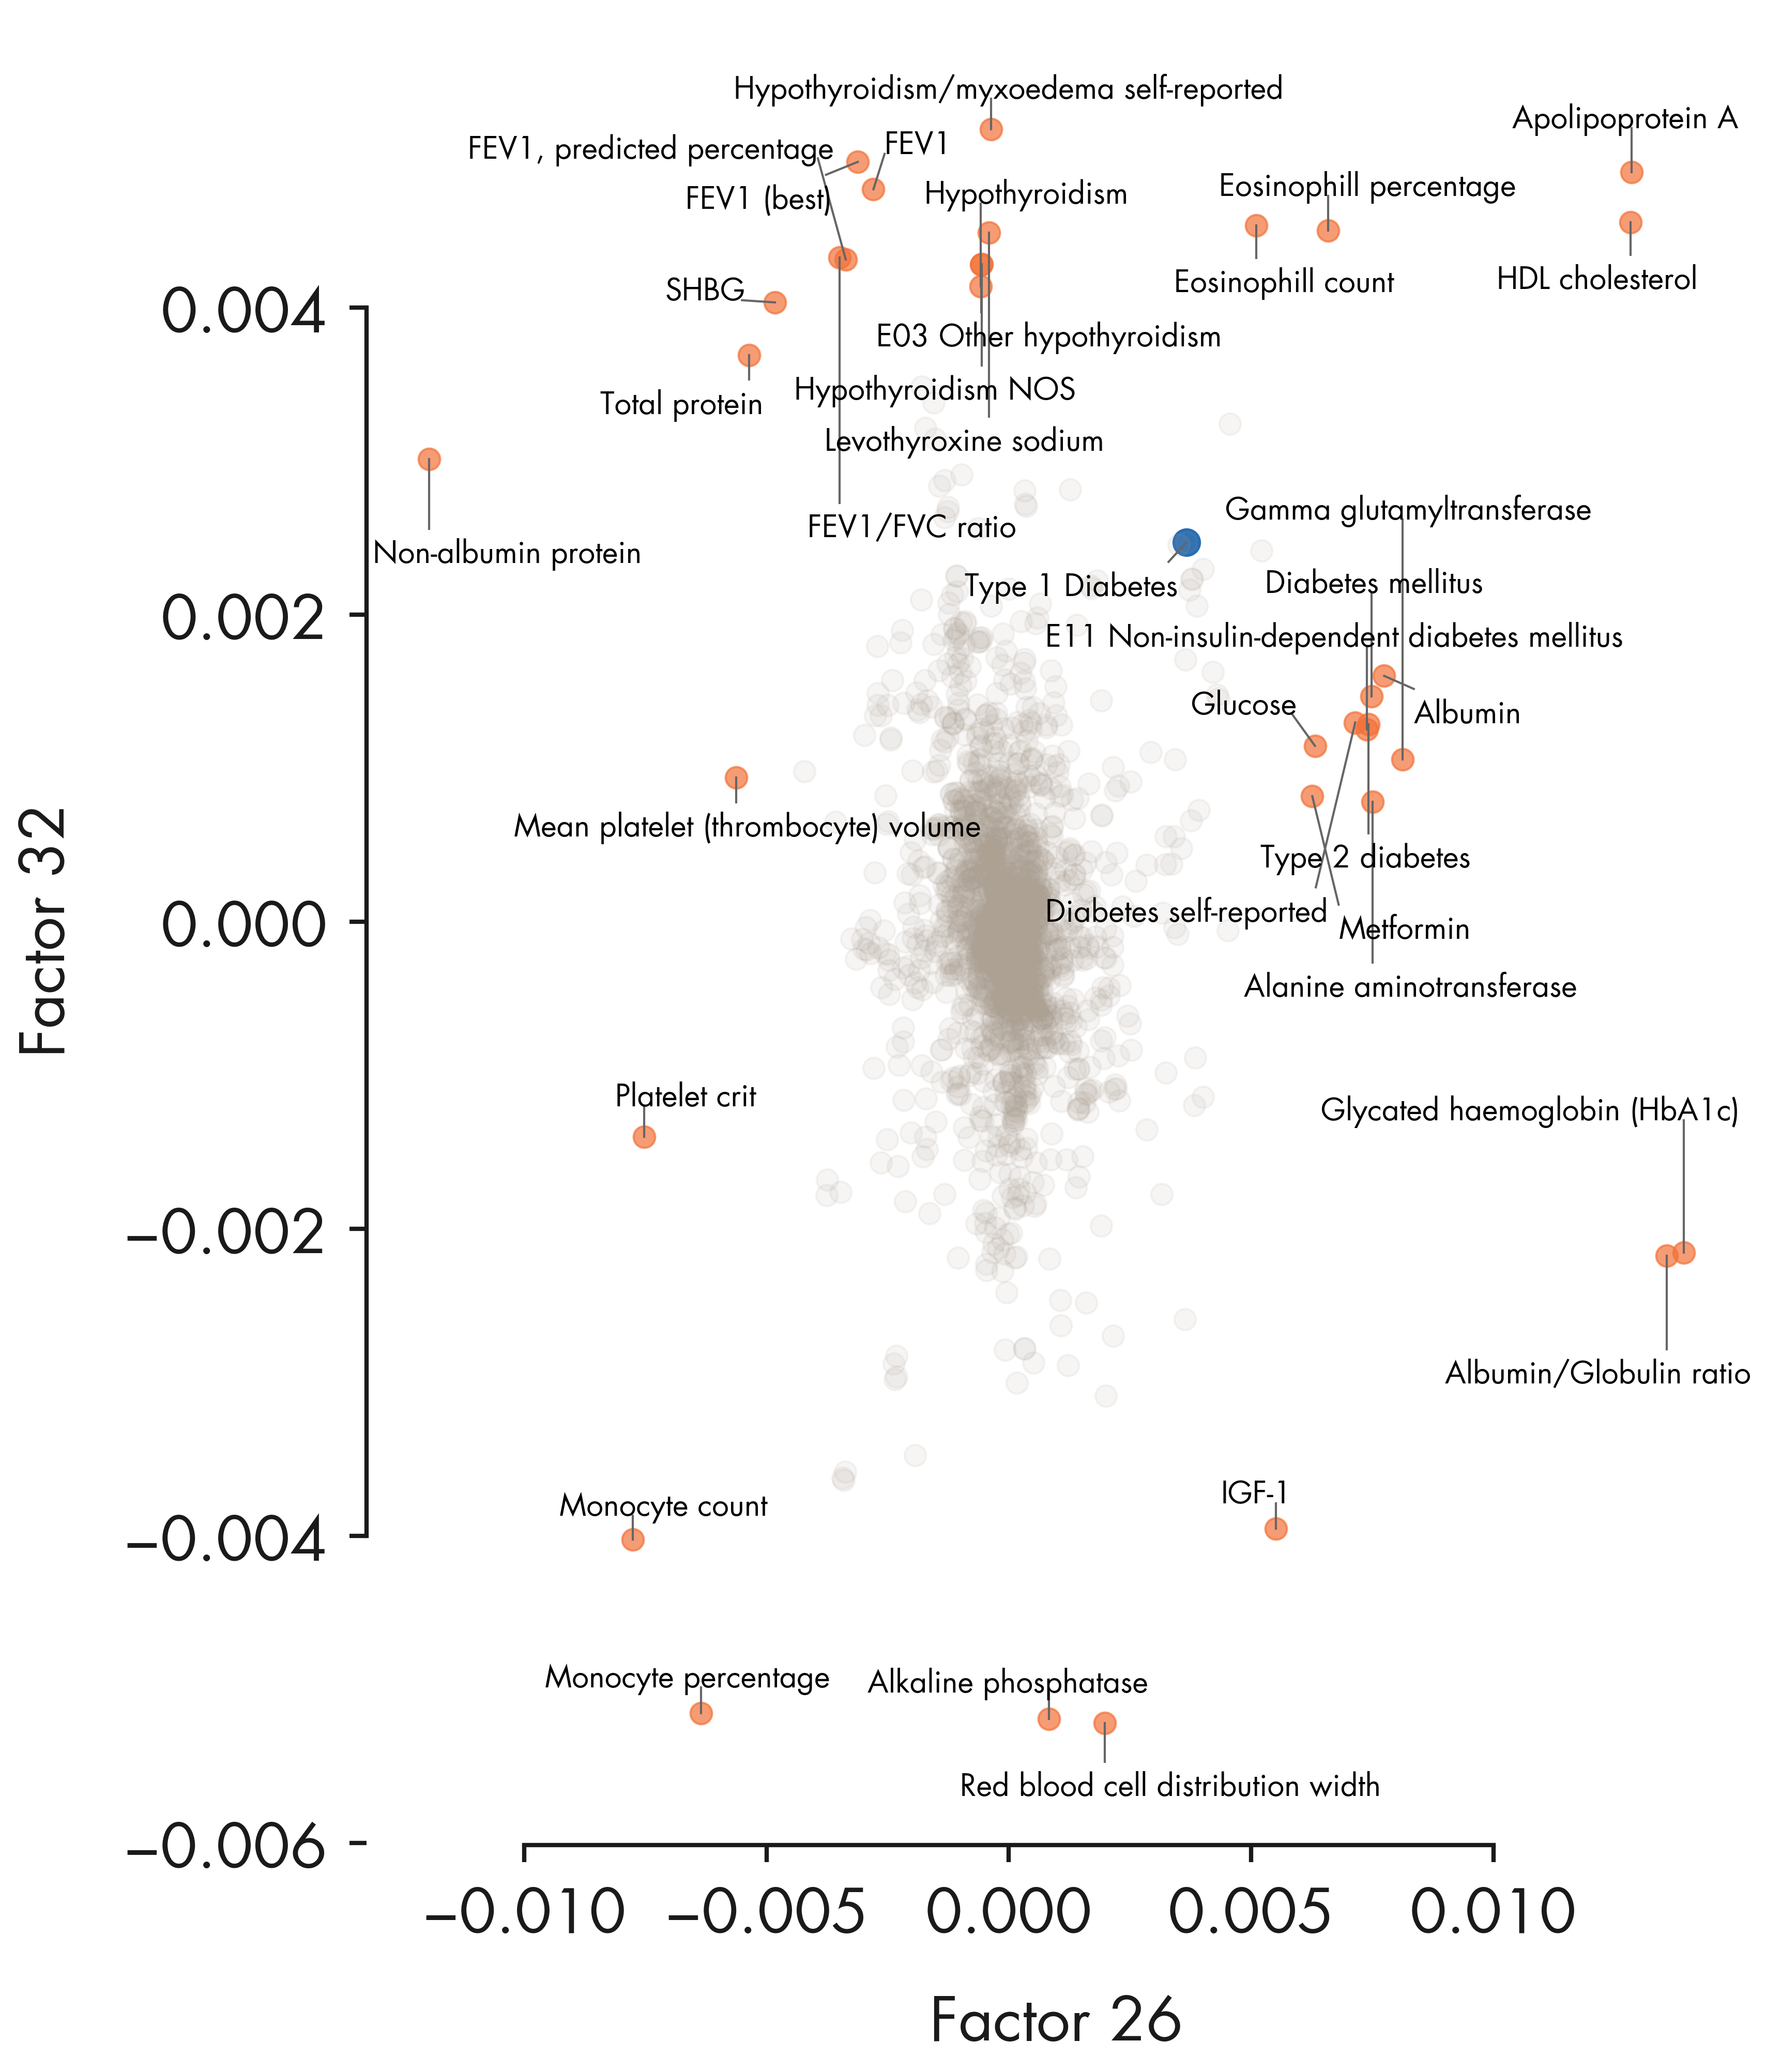 Hypothyroidism/myxoedema self-reported
Apolipoprotein A
FEV1, predicted percentage
FEV1
FEV1 (best)
Hypothyroidism
Eosinophill percentage
Eosinophill count
HDL cholesterol
SHBG
0.004
E03 Other hypothyroidism
Total protein
Hypothyroidism NOS
Levothyroxine sodium
Gamma glutamyltransferase
FEV1/FVC ratio
Non-albumin protein
Type 1 Diabetes
Diabetes mellitus
0.002
E11 Non-insulin-dependent diabetes mellitus
Glucose
Albumin
Mean platelet (thrombocyte) volume
Type 2 diabetes
Diabetes self-reported
0.000
Metformin
Factor 32
Alanine aminotransferase
Platelet crit
Glycated haemoglobin (HbA1c)
−0.002
Albumin/Globulin ratio
IGF-1
Monocyte count
−0.004
Monocyte percentage
Alkaline phosphatase
Red blood cell distribution width
−0.006
−0.010 −0.005 0.000 0.005 0.010
Factor 26